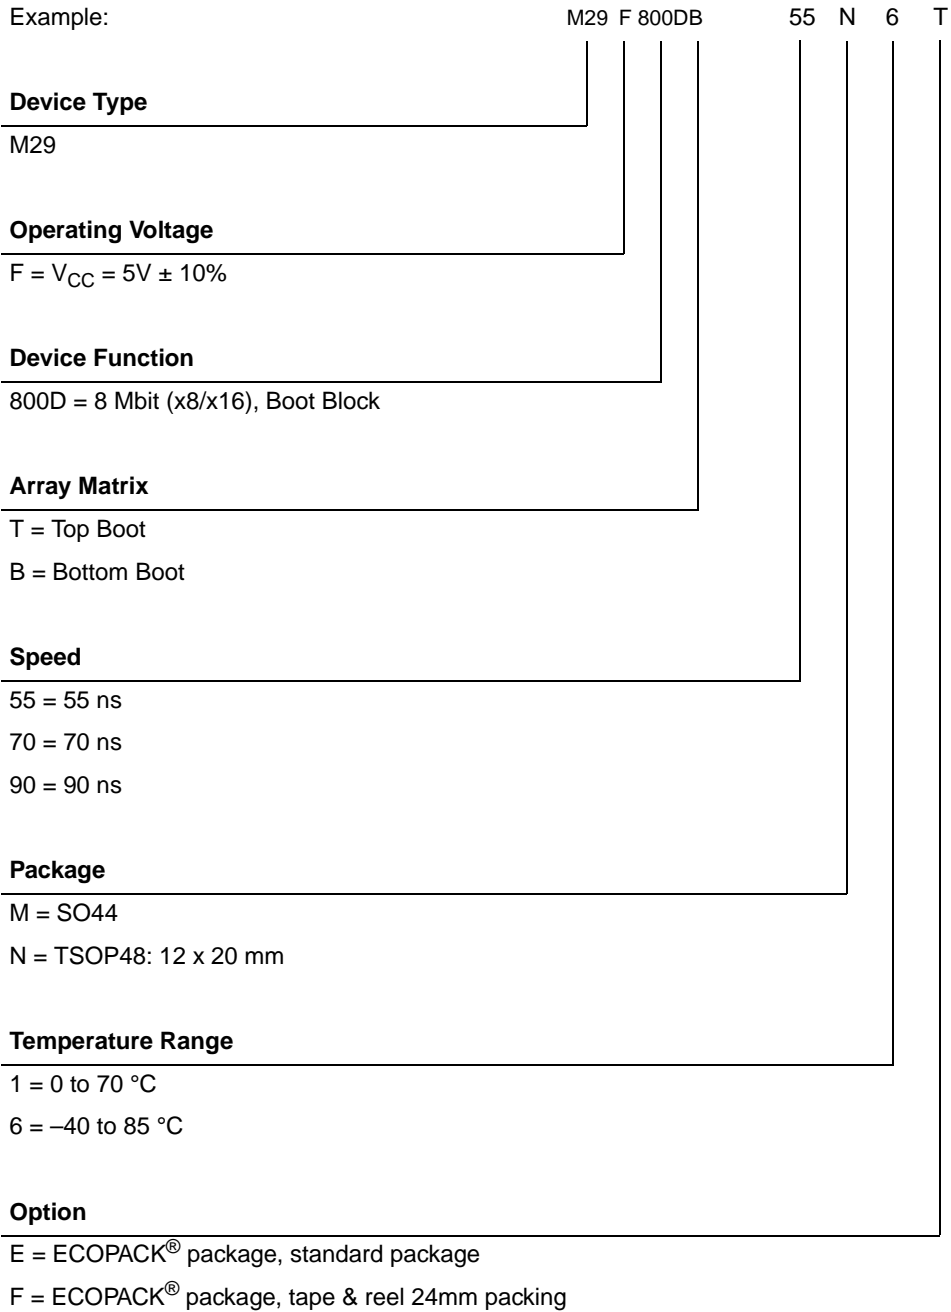 Example: M29 F 800DB 55 N 6 T
Device Type
M29
Operating Voltage
F = VCC = 5V ± 10%
Device Function
800D = 8 Mbit (x8/x16), Boot Block
Array Matrix
T = Top Boot
B = Bottom Boot
Speed
55 = 55 ns
70 = 70 ns
90 = 90 ns
Package
M = SO44
N = TSOP48: 12 x 20 mm
Temperature Range
1 = 0 to 70 °C
6 = –40 to 85 °C
Option
E = ECOPACK® package, standard package
F = ECOPACK® package, tape & reel 24mm packing